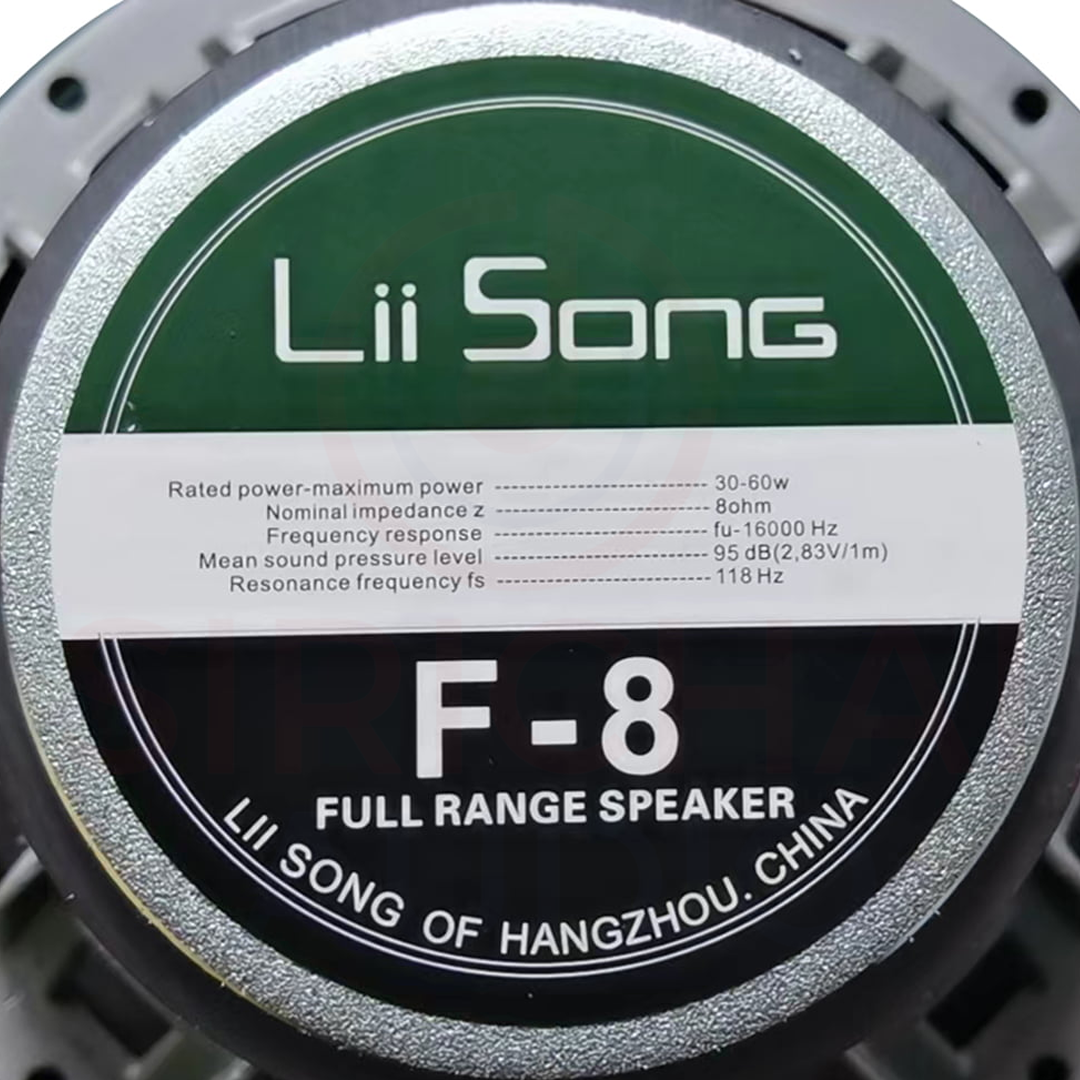 Lii Song
Rated power-maximum power ---------------------------------- 30-60w
Nominal impedance z ---------------------------------- 8ohm
Frequency response ---------------------------------- fu-16000 Hz
Mean sound pressure level ---------------------------------- 95 dB(2,83V/1m)
Resonance frequency fs ---------------------------------- 118 Hz
F-8
FULL RANGE SPEAKER
LII SONG OF HANGZHOU. CHINA